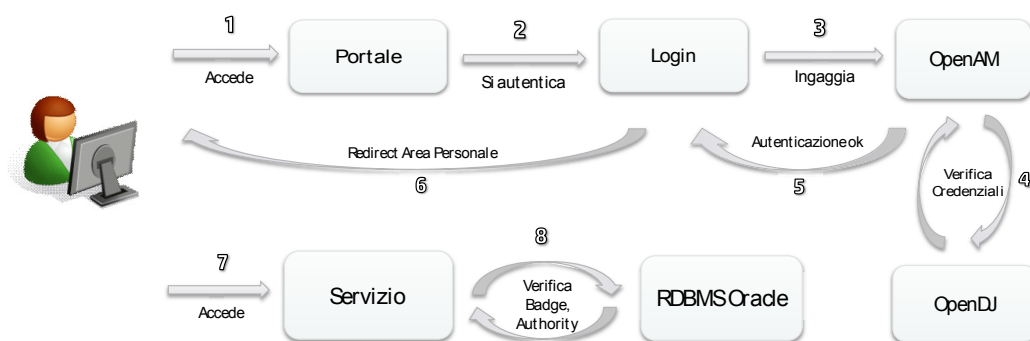 1
2
3
Accede
Portale
Si autentica
Login
Ingaggia
OpenAM
Redirect Area Personale
6
Autenticazione ok
5
Verifica
Credenziali
4
7
Accede
Servizio
8
Verifica
Badge,
Authority
RDBMS Oracle
OpenDJ